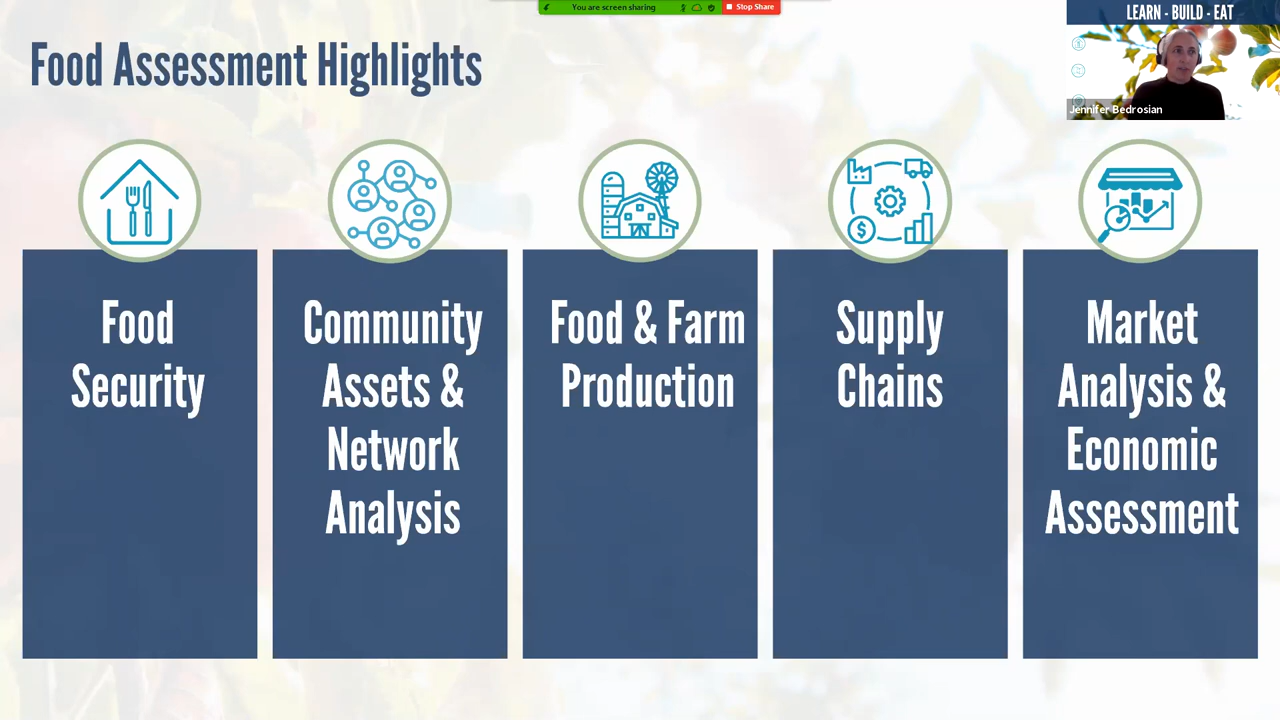 You are screen sharing
Stop Share
LEARN - BUILD - EAT
Food Assessment Highlights
Jennifer Bedrosian
$
Food
Security
Community
Assets &
Network
Analysis
Food & Farm
Production
Supply
Chains
Market
Analysis &
Economic
Assessment